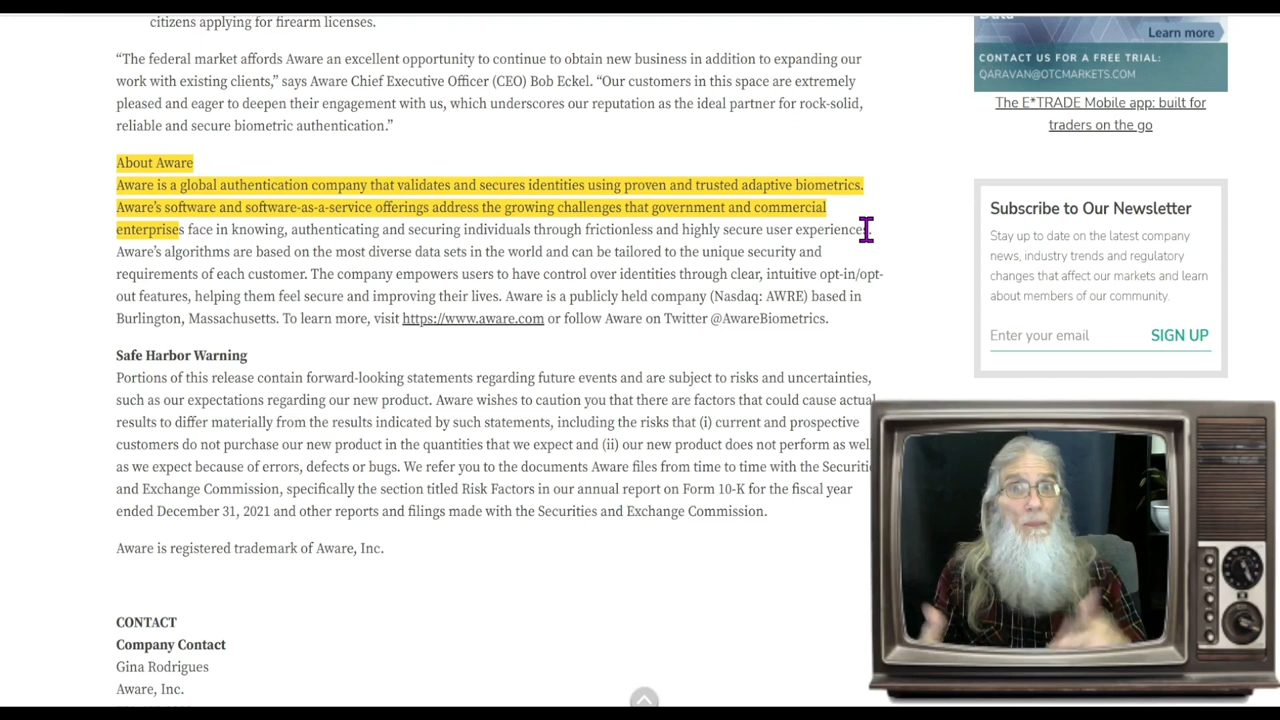 citizens applying for firearm licenses.
“The federal market affords Aware an excellent opportunity to continue to obtain new business in addition to expanding our
work with existing clients,” says Aware Chief Executive Officer (CEO) Bob Eckel. “Our customers in this space are extremely
pleased and eager to deepen their engagement with us, which underscores our reputation as the ideal partner for rock-solid,
reliable and secure biometric authentication.”
About Aware
Aware is a global authentication company that validates and secures identities using proven and trusted adaptive biometrics.
Aware’s software and software-as-a-service offerings address the growing challenges that government and commercial
enterprises face in knowing, authenticating and securing individuals through frictionless and highly secure user experiences.
Aware’s algorithms are based on the most diverse data sets in the world and can be tailored to the unique security and
requirements of each customer. The company empowers users to have control over identities through clear, intuitive opt-in/opt-
out features, helping them feel secure and improving their lives. Aware is a publicly held company (Nasdaq: AWRE) based in
Burlington, Massachusetts. To learn more, visit https://www.aware.com or follow Aware on Twitter @AwareBiometrics.
Safe Harbor Warning
Portions of this release contain forward-looking statements regarding future events and are subject to risks and uncertainties,
such as our expectations regarding our new product. Aware wishes to caution you that there are factors that could cause actual
results to differ materially from the results indicated by such statements, including the risks that (i) current and prospective
customers do not purchase our new product in the quantities that we expect and (ii) our new product does not perform as well
as we expect because of errors, defects or bugs. We refer you to the documents Aware files from time to time with the Securiti
and Exchange Commission, specifically the section titled Risk Factors in our annual report on Form 10-K for the fiscal year
ended December 31, 2021 and other reports and filings made with the Securities and Exchange Commission.
Aware is registered trademark of Aware, Inc.
CONTACT
Company Contact
Gina Rodrigues
Aware, Inc.
Data
Learn more
CONTACT US FOR A FREE TRIAL:
QARAVAN@OTCMARKETS.COM
The E*TRADE Mobile app: built for
traders on the go
Subscribe to Our Newsletter
Stay up to date on the latest company
news, industry trends and regulatory
changes that affect our markets and learn
about members of our community.
Enter your email
SIGN UP